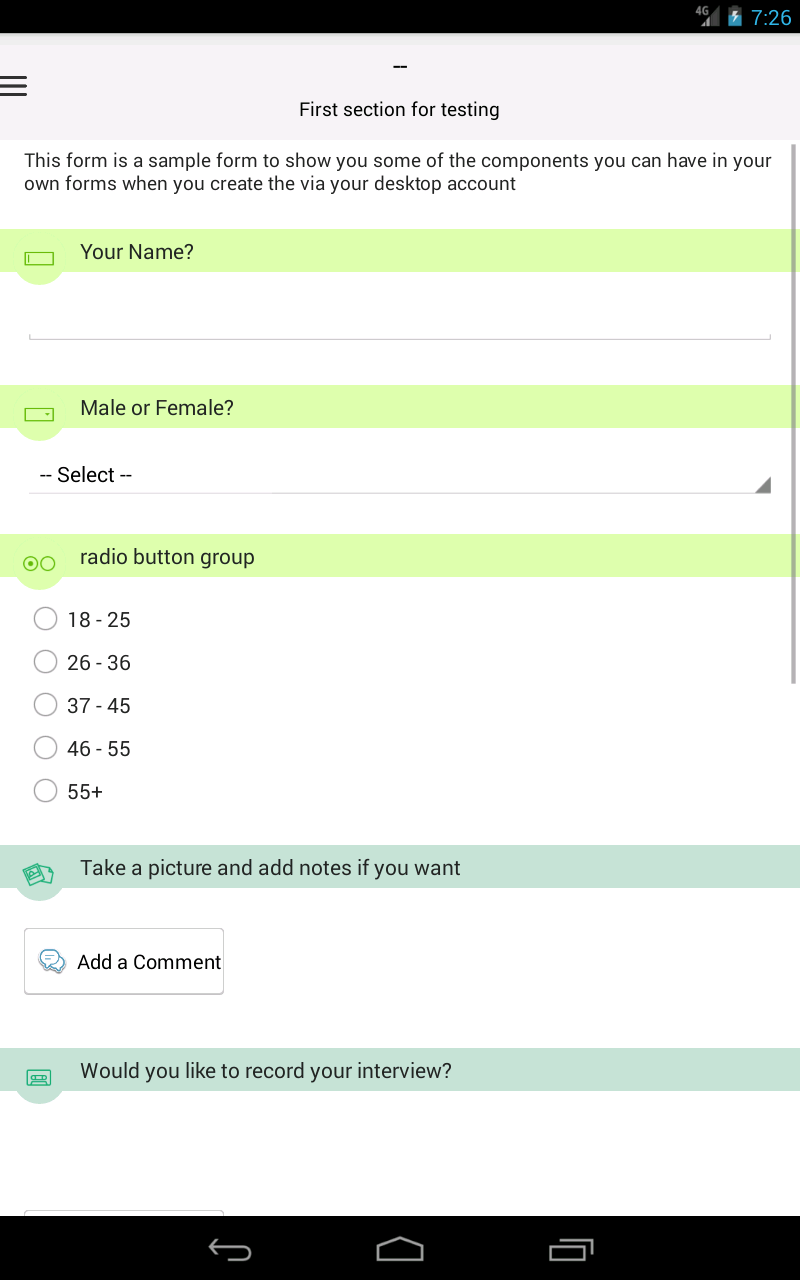 4G 7:26
--
First section for testing
This form is a sample form to show you some of the components you can have in your
own forms when you create the via your desktop account
Your Name?
Male or Female?
-- Select --
radio button group
18 - 25
26 - 36
37 - 45
46 - 55
55+
Take a picture and add notes if you want
Add a Comment
Would you like to record your interview?